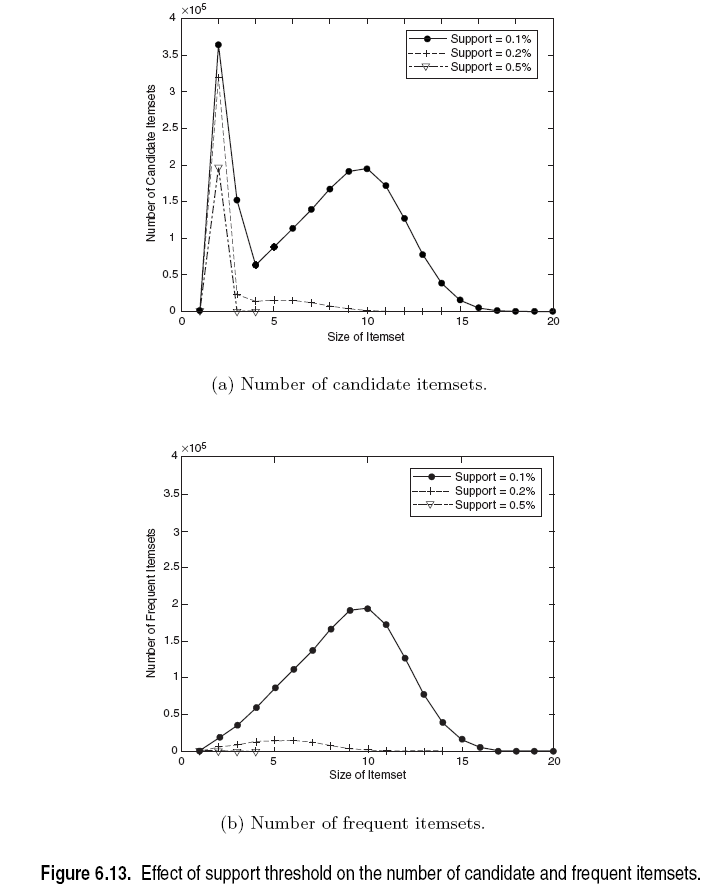 ×10⁵
4
3.5
3
2.5
2
1.5
1
0.5
0
Number of Candidate Itemsets
Support = 0.1%
Support = 0.2%
Support = 0.5%
0 5 10 15 20
Size of Itemset
(a) Number of candidate itemsets.
×10⁵
4
3.5
3
2.5
2
1.5
1
0.5
0
Number of Frequent Itemsets
Support = 0.1%
Support = 0.2%
Support = 0.5%
0 5 10 15 20
Size of Itemset
(b) Number of frequent itemsets.
Figure 6.13. Effect of support threshold on the number of candidate and frequent itemsets.